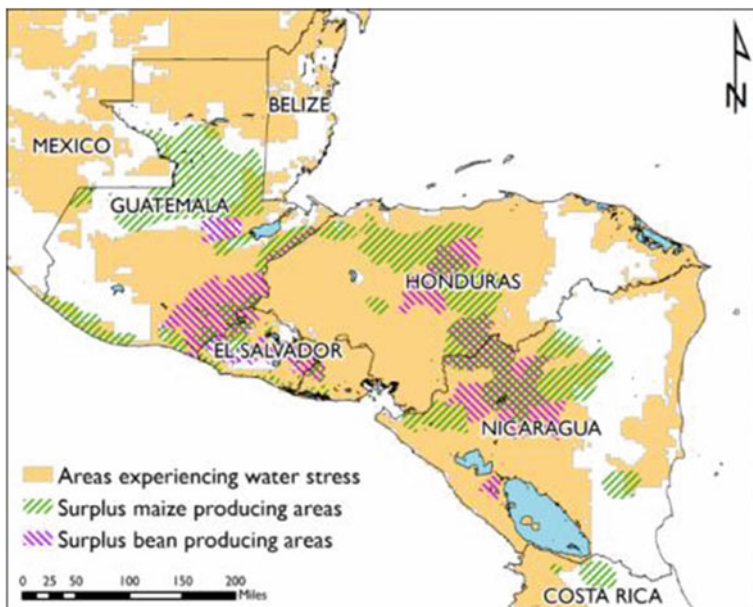 BELIZE
MEXICO
GUATEMALA
HONDURAS
EL SALVADOR
NICARAGUA
COSTA RICA
N
Areas experiencing water stress
Surplus maize producing areas
Surplus bean producing areas
0 25 50 100 150 200
Miles